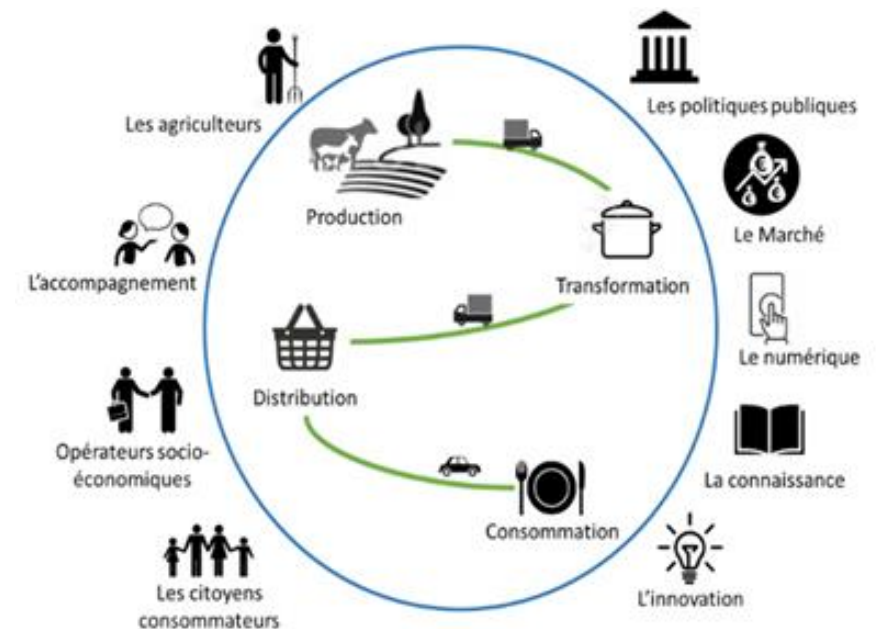 Les agriculteurs
Les politiques publiques
Production
Le Marché
L'accompagnement
Transformation
Le numérique
Distribution
Opérateurs socio-
économiques
La connaissance
Consommation
Les citoyens
consommateurs
L'innovation